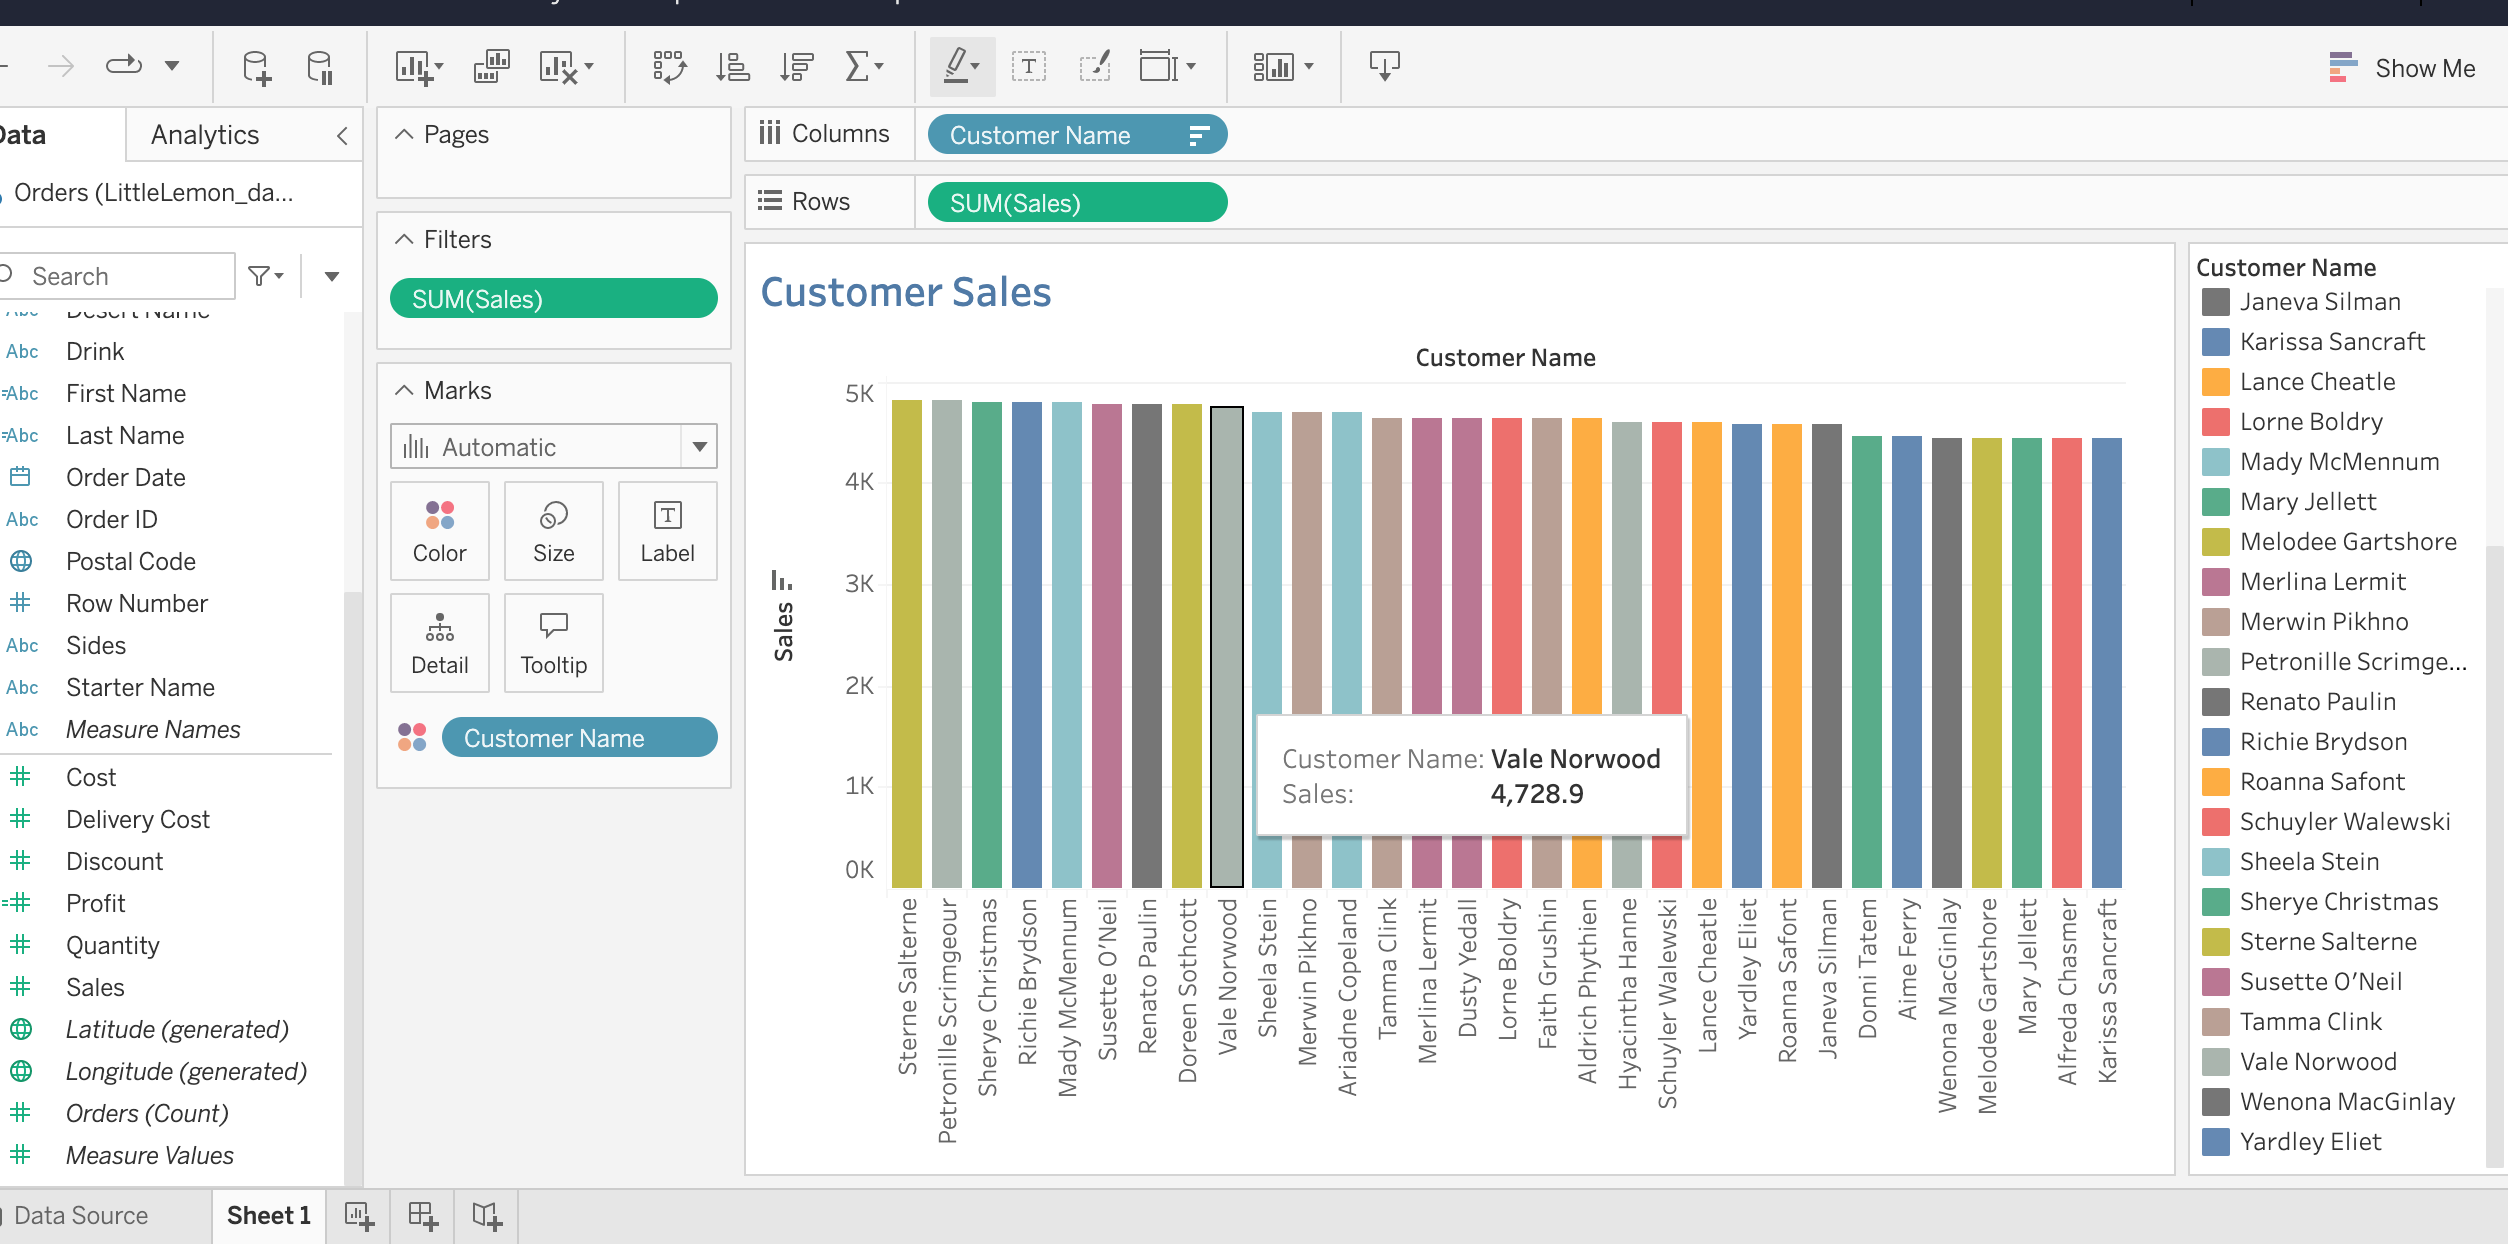 Show Me
Data
Analytics
Orders (LittleLemon_da...
Search
Desert Name
Abc Drink
=Abc First Name
=Abc Last Name
Order Date
Abc Order ID
Postal Code
Row Number
Abc Sides
Abc Starter Name
Abc Measure Names
Cost
Delivery Cost
Discount
Profit
Quantity
Sales
Latitude (generated)
Longitude (generated)
Orders (Count)
Measure Values
Pages
Filters
SUM(Sales)
Marks
Automatic
Color
Size
Label
Detail
Tooltip
Customer Name
Columns
Customer Name
Rows
SUM(Sales)
Customer Sales
Customer Name
5K
4K
3K
2K
1K
0K
Sales
Customer Name: Vale Norwood
Sales: 4,728.9
Sterne Salterne
Petronille Scrimgeour
Sherye Christmas
Richie Brydson
Mady McMennum
Susette O'Neil
Renato Paulin
Doreen Sothcott
Vale Norwood
Sheela Stein
Merwin Pikhno
Ariadne Copeland
Tamma Clink
Merlina Lermit
Dusty Yedall
Lorne Boldry
Faith Grushin
Aldrich Phythien
Hyacintha Hanne
Schuyler Walewski
Lance Cheatle
Yardley Eliet
Roanna Safont
Janeva Silman
Donni Tatem
Aime Ferry
Wenona MacGinlay
Melodee Gartshore
Mary Jellett
Alfreda Chasmer
Karissa Sancraft
Customer Name
Janeva Silman
Karissa Sancraft
Lance Cheatle
Lorne Boldry
Mady McMennum
Mary Jellett
Melodee Gartshore
Merlina Lermit
Merwin Pikhno
Petronille Scrimge...
Renato Paulin
Richie Brydson
Roanna Safont
Schuyler Walewski
Sheela Stein
Sherye Christmas
Sterne Salterne
Susette O'Neil
Tamma Clink
Vale Norwood
Wenona MacGinlay
Yardley Eliet
Data Source
Sheet 1